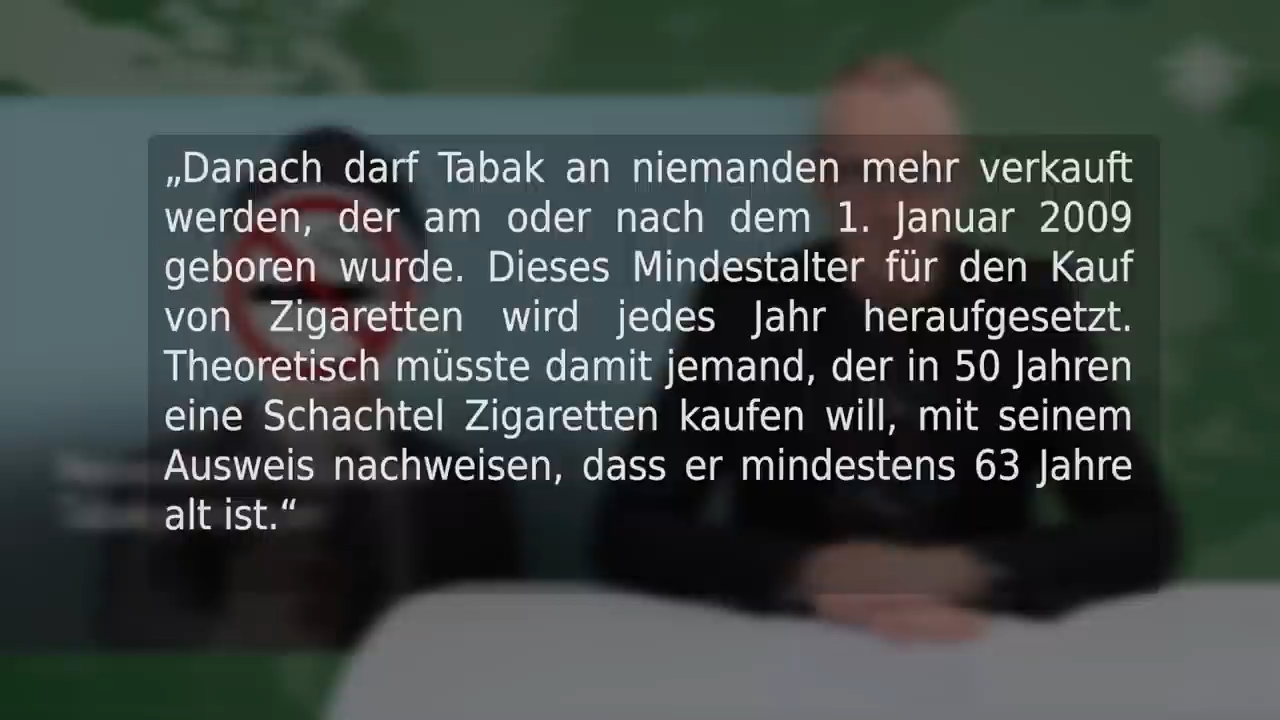 „Danach darf Tabak an niemanden mehr verkauft
werden, der am oder nach dem 1. Januar 2009
geboren wurde. Dieses Mindestalter für den Kauf
von Zigaretten wird jedes Jahr heraufgesetzt.
Theoretisch müsste damit jemand, der in 50 Jahren
eine Schachtel Zigaretten kaufen will, mit seinem
Ausweis nachweisen, dass er mindestens 63 Jahre
alt ist.“